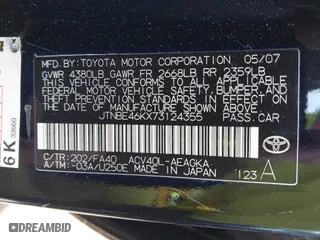 MFD. BY: TOYOTA MOTOR CORPORATION 05/07
GVWR 4380LB GAWR FR 2668LB RR 2359LB
THIS VEHICLE CONFORMS TO ALL APPLICABLE
FEDERAL MOTOR VEHICLE SAFETY, BUMPER, AND
THEFT PREVENTION STANDARDS IN EFFECT ON
THE DATE OF MANUFACTURE SHOWN ABOVE.
JTNBE46KX73124355 PASS.CAR
C/TR:202/FA40 ACV40L-AEAGKA
A/TM:-03A/U250E MADE IN JAPAN
123 A
6K
33660
DREAMBID